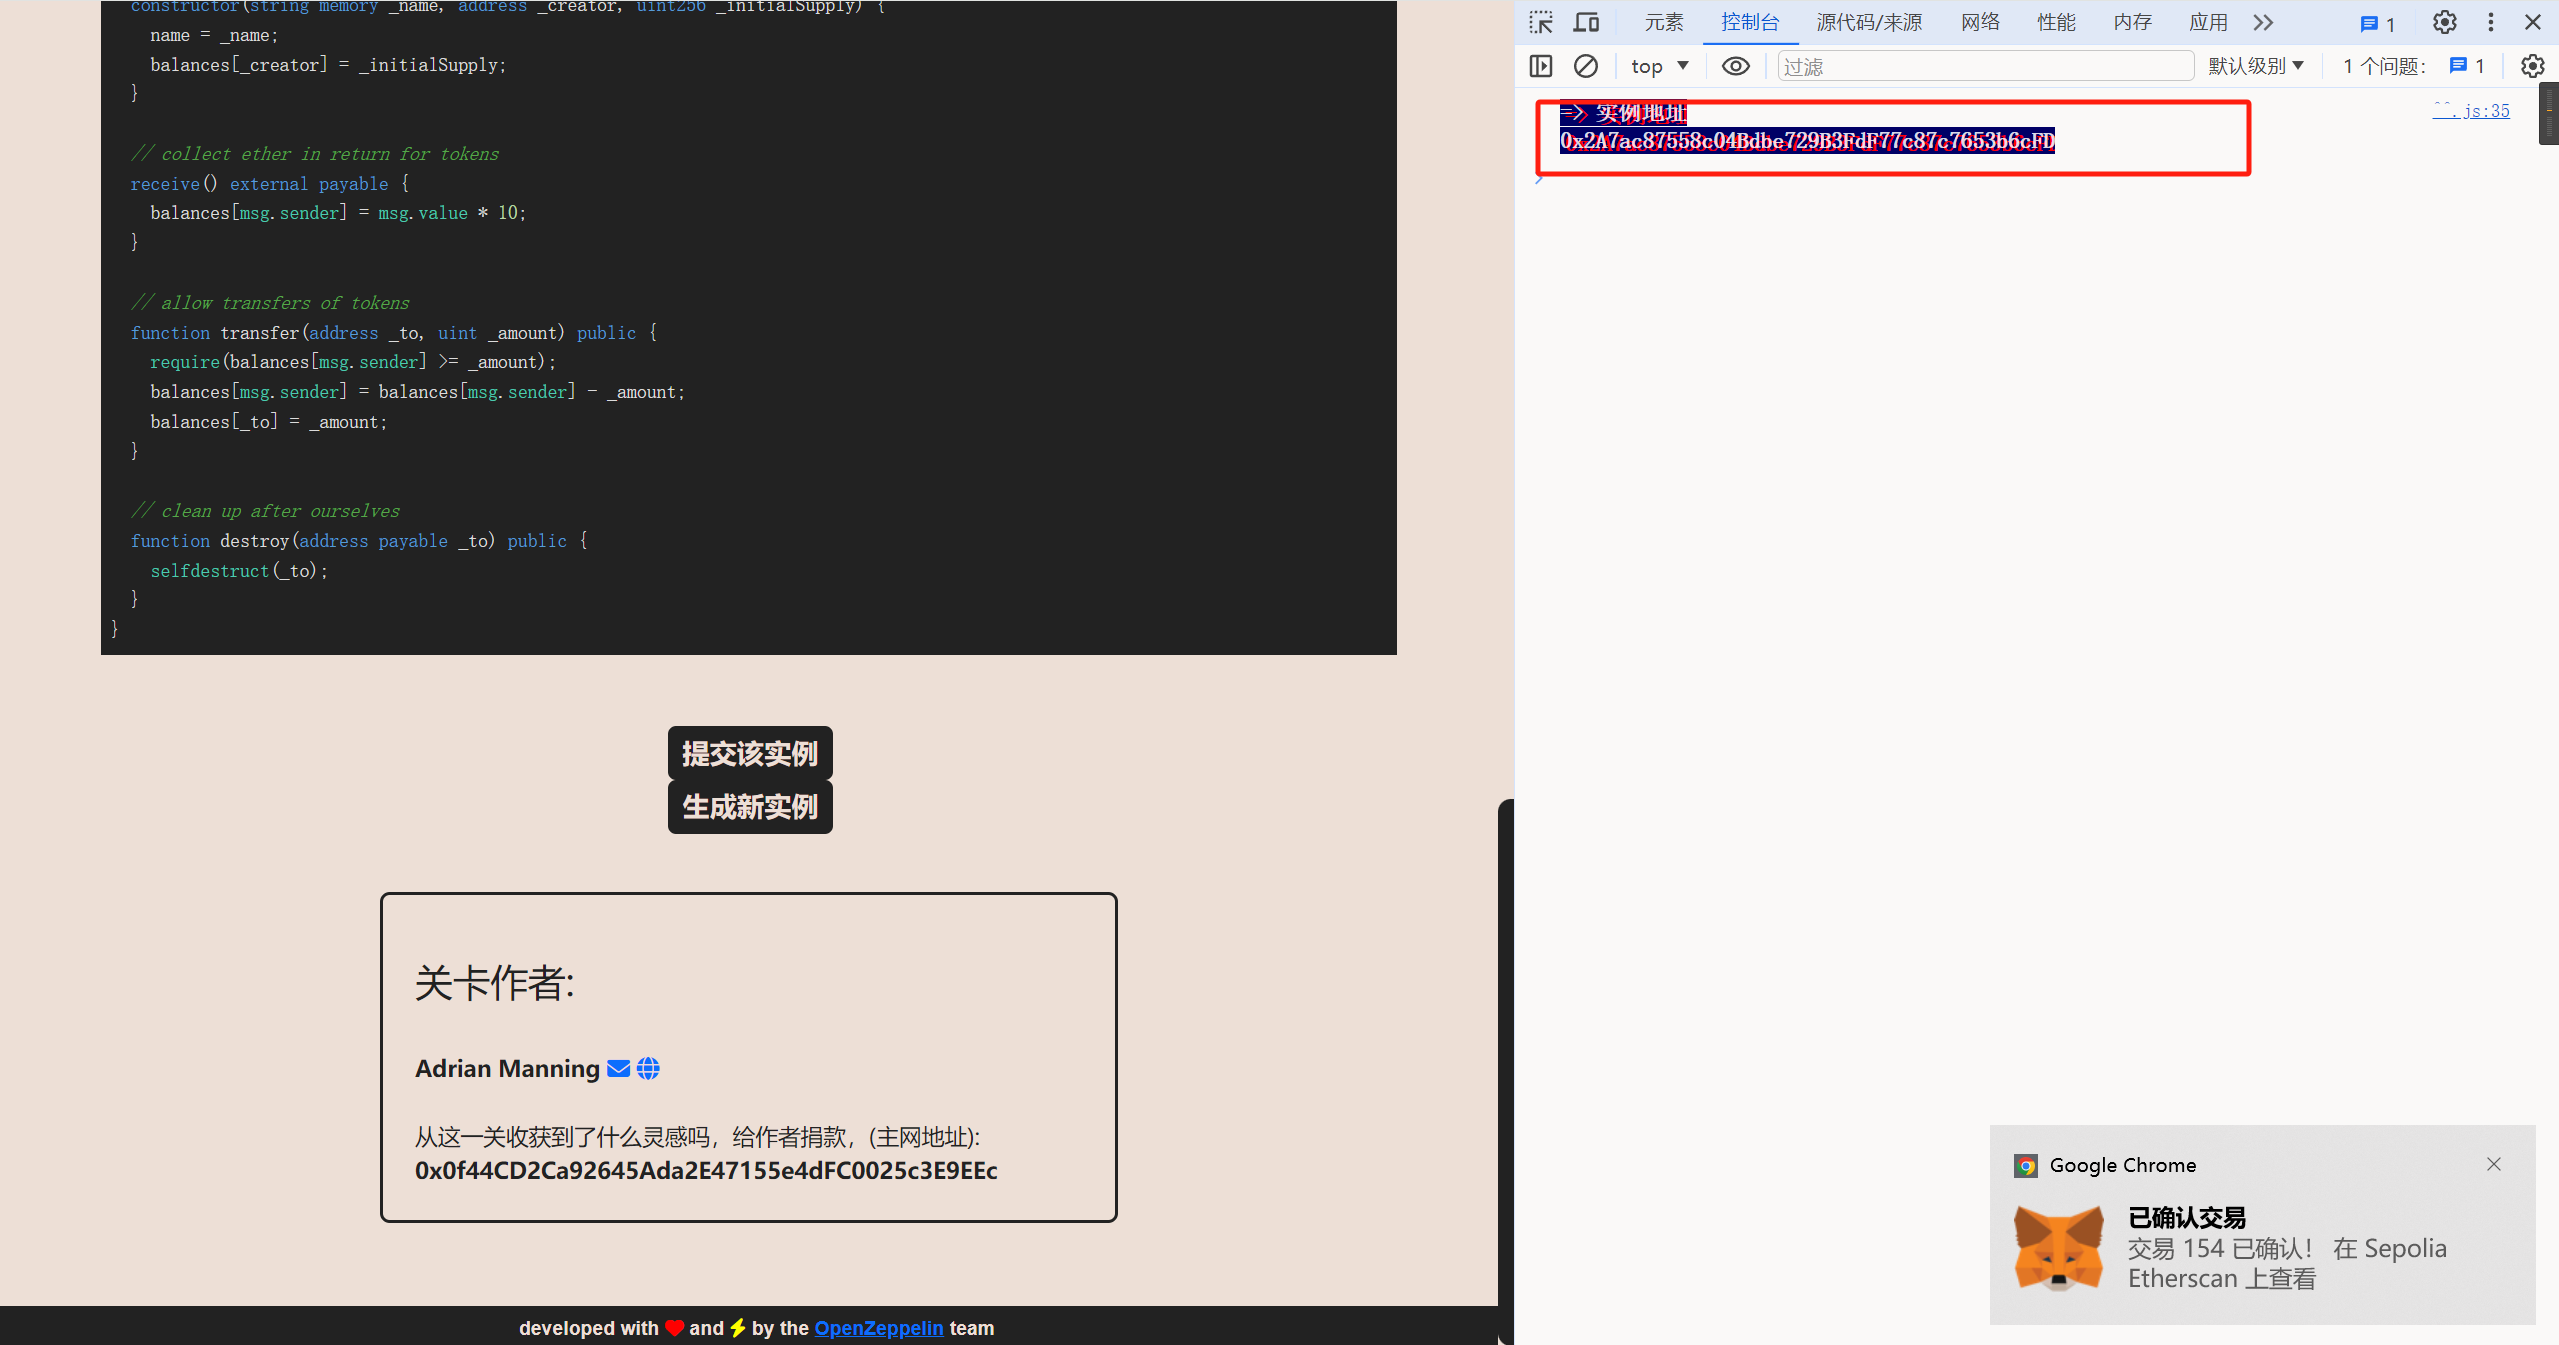 constructor(string memory _name, address _creator, uint256 _initialSupply) {
name = _name;
balances[_creator] = _initialSupply;
}
// collect ether in return for tokens
receive() external payable {
balances[msg.sender] = msg.value * 10;
}
// allow transfers of tokens
function transfer(address _to, uint _amount) public {
require(balances[msg.sender] >= _amount);
balances[msg.sender] = balances[msg.sender] - _amount;
balances[_to] = _amount;
}
// clean up after ourselves
function destroy(address payable _to) public {
selfdestruct(_to);
}
}
提交该实例
生成新实例
关卡作者:
Adrian Manning
从这一关收获到了什么灵感吗，给作者捐款，(主网地址):
0x0f44CD2Ca92645Ada2E47155e4dFC0025c3E9EEc
developed with and by the OpenZeppelin team
元素 控制台 源代码/来源 网络 性能 内存 应用 1
top 过滤 默认级别 1 个问题: 1
=> 实例地址
0x2A7ac87558c04Bdbe729B3FdF77c87c7653b6cFD
^^.js:35
Google Chrome
已确认交易
交易 154 已确认！ 在 Sepolia
Etherscan 上查看